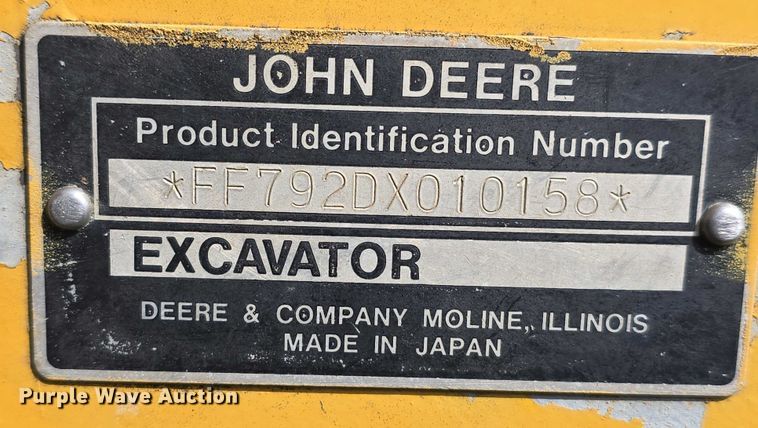 JOHN DEERE
Product Identification Number
*FF792DX010158*
EXCAVATOR
DEERE & COMPANY MOLINE, ILLINOIS
MADE IN JAPAN
Purple Wave Auction